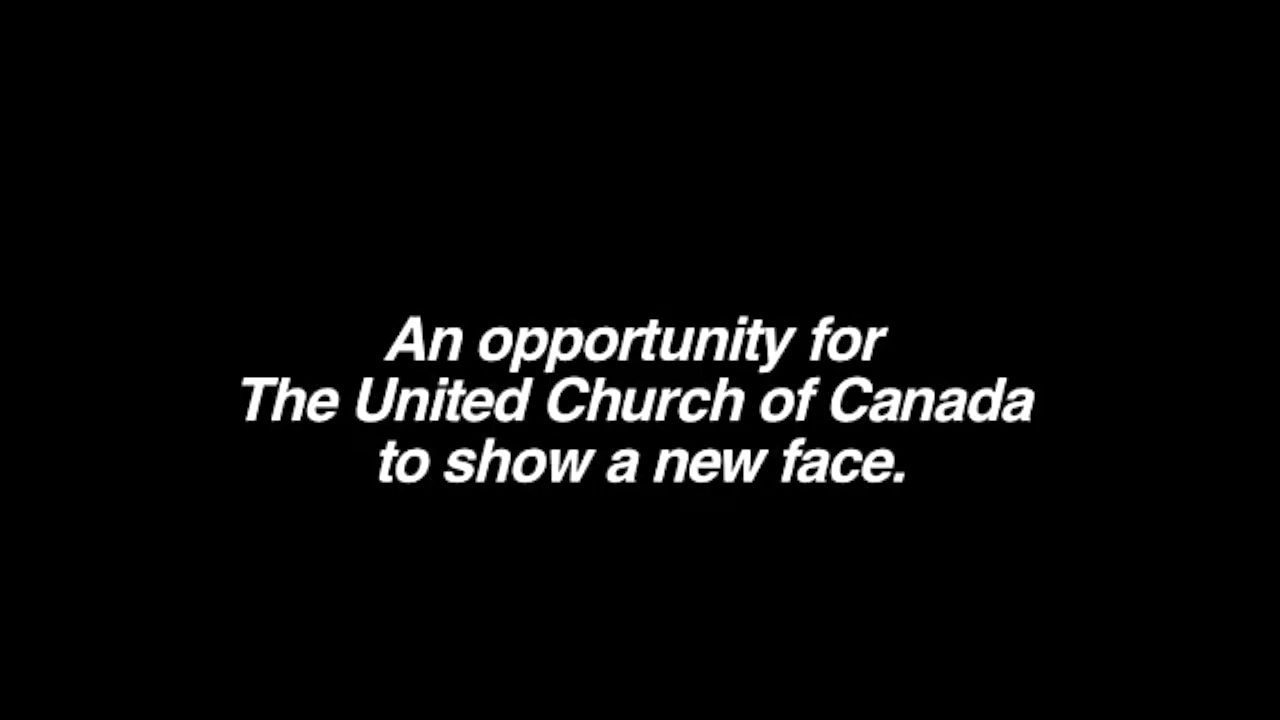 An opportunity for
The United Church of Canada
to show a new face.